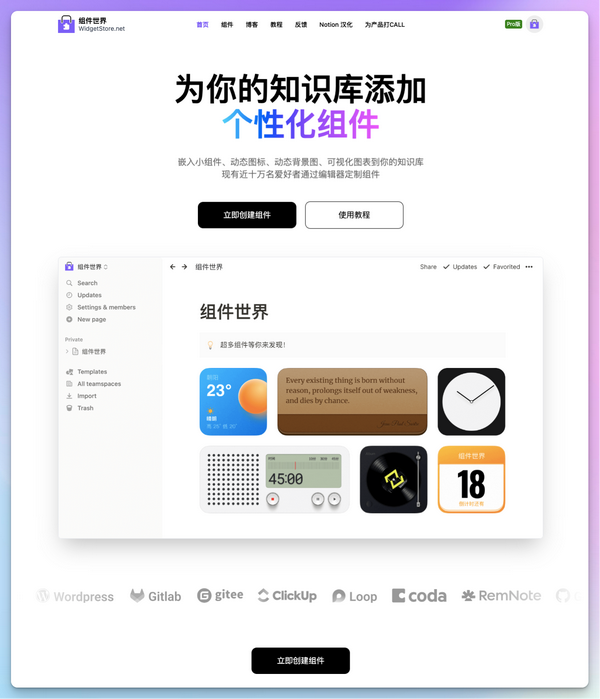 组件世界
WidgetStore.net
首页
组件
博客
教程
反馈
Notion 汉化
为产品打CALL
Pro版
为你的知识库添加
个性化组件
嵌入小组件、动态图标、动态背景图、可视化图表到你的知识库
现有近十万名爱好者通过编辑器定制组件
立即创建组件
使用教程
组件世界
组件世界
Share
Updates
Favorited
Search
Updates
Settings & members
New page
Private
组件世界
Templates
All teamspaces
Import
Trash
组件世界
超多组件等你来发现！
23°
Every existing thing is born without
reason, prolongs itself out of weakness,
and dies by chance.
45:00
组件世界
18
Wordpress
Gitlab
gitee
ClickUp
Loop
coda
RemNote
立即创建组件